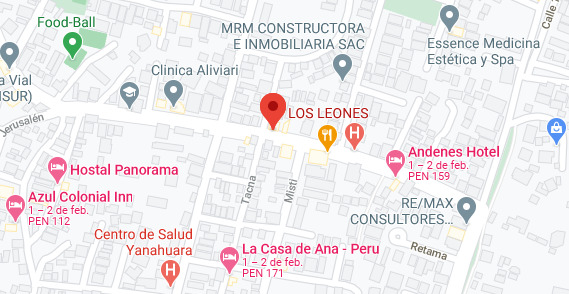 Food-Ball
MRM CONSTRUCTORA
E INMOBILIARIA SAC
Essence Medicina
Estética y Spa
Calle
a Vial
NSUR)
Clinica Aliviari
Jerusalén
LOS LEONES
Hostal Panorama
Andenes Hotel
1 – 2 de feb.
PEN 159
Azul Colonial Inn
1 – 2 de feb.
PEN 112
Tacna
Misti
RE/MAX
CONSULTORES...
Centro de Salud
Yanahuara
La Casa de Ana - Peru
1 – 2 de feb.
PEN 171
Retama